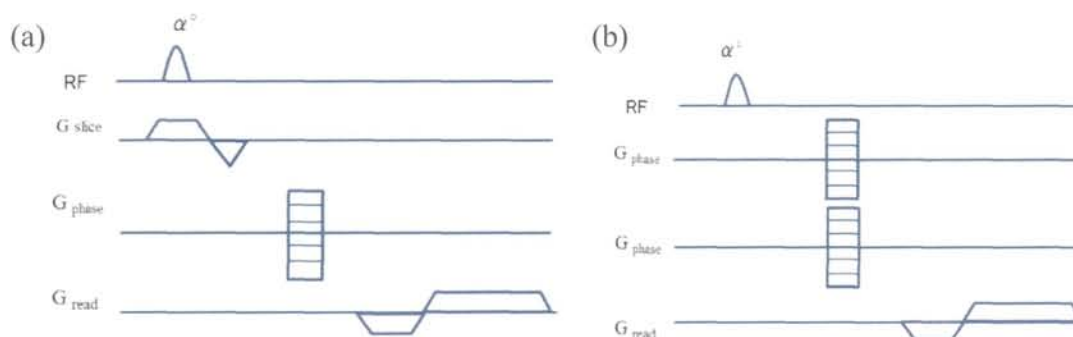 (a)
α°
RF
G slice
G phase
G read
(b)
α°
RF
G phase
G phase
G read